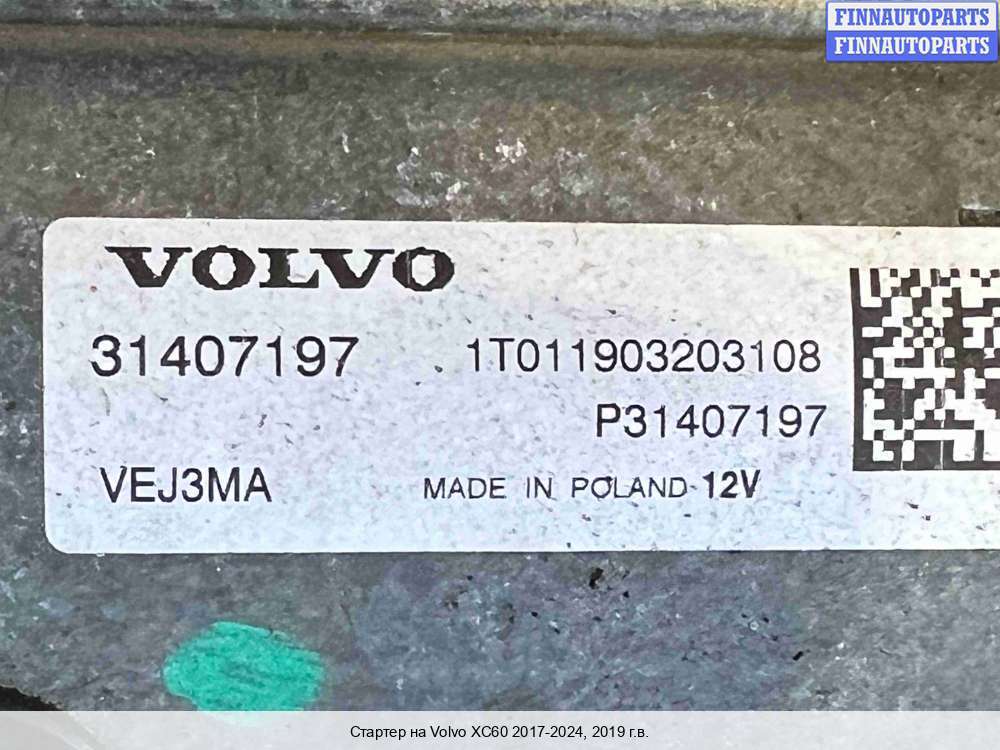 FINNAUTOPARTS
FINNAUTOPARTS
VOLVO
31407197 1T011903203108
P31407197
VEJ3MA MADE IN POLAND 12V
Стартер на Volvo XC60 2017-2024, 2019 г.в.